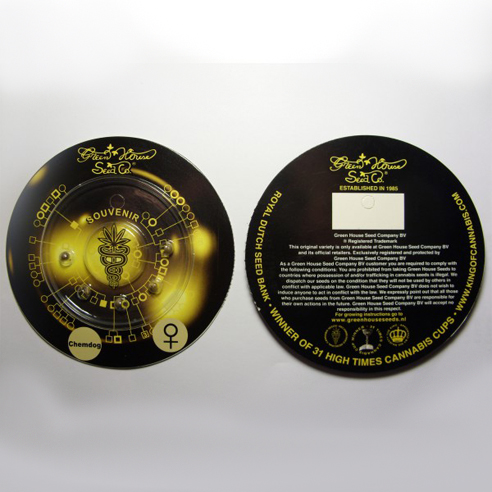 Green House
Seed Co.
SOUVENIR
Chemdog
Green House
Seed Co.®
ESTABLISHED IN 1985
Green House Seed Company BV
® Registered Trademark
This original variety is only available at Green House Seed Company BV
and its official retailers. Exclusively registered and protected by
Green House Seed Company BV
As a Green House Seed Company BV customer you are required to comply with
the following conditions: You are prohibited from taking Green House Seeds to
countries where possession of and/or trafficking in cannabis seeds is illegal. We
dispatch our seeds on the condition that they will not be used by others in
conflict with applicable law. Green House Seed Company BV does not wish to
induce anyone to act in conflict with the law. We expressly point out that all those
who purchase seeds from Green House Seed Company BV are responsible for
their own actions in the future. Green House Seed Company BV will accept no
responsibility in this respect.
For growing instructions go to
www.greenhouseseeds.nl
ROYAL DUTCH SEED BANK • WINNER OF 31 HIGH TIMES CANNABIS CUPS • WWW.KINGOFCANNABIS.COM